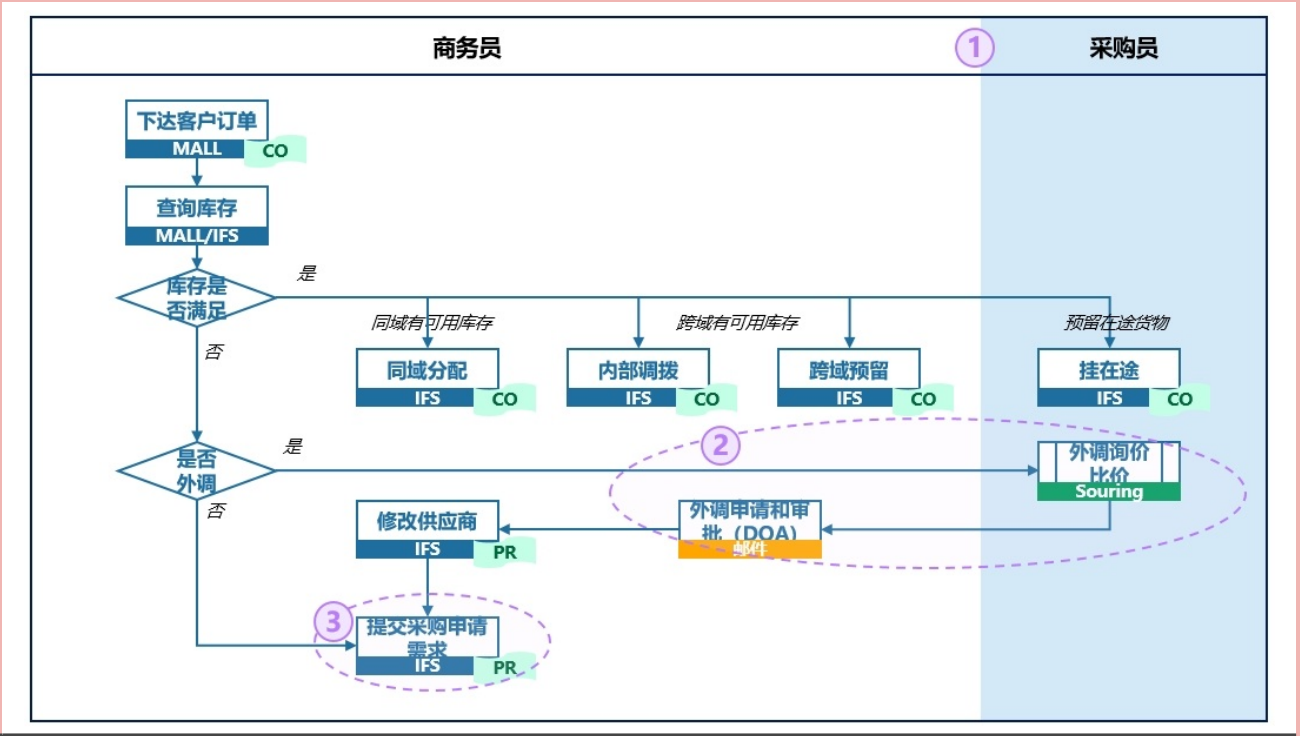 商务员
1
采购员
下达客户订单
MALL
CO
查询库存
MALL/IFS
库存是
否满足
是
否
同域有可用库存
跨域有可用库存
预留在途货物
同域分配
IFS
CO
内部调拨
IFS
CO
跨域预留
IFS
CO
挂在途
IFS
CO
是否
外调
是
否
2
外调询价
比价
Souring
外调申请和审
批（DOA）
邮件
修改供应商
IFS
PR
3
提交采购申请
需求
IFS
PR